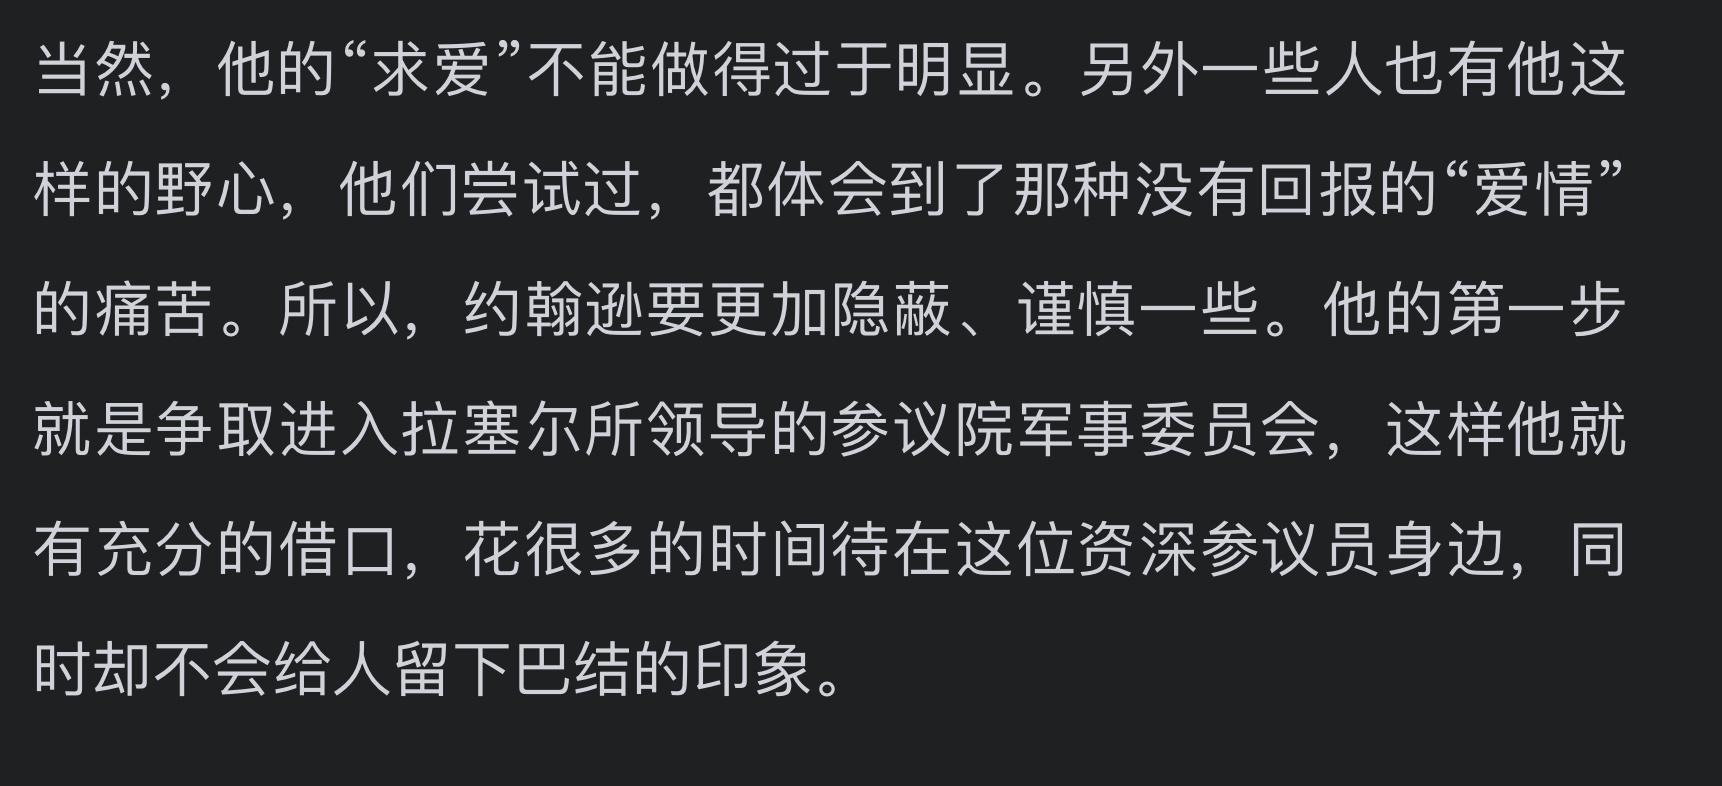 当然，他的“求爱”不能做得过于明显。另外一些人也有他这
样的野心，他们尝试过，都体会到了那种没有回报的“爱情”
的痛苦。所以，约翰逊要更加隐蔽、谨慎一些。他的第一步
就是争取进入拉塞尔所领导的参议院军事委员会，这样他就
有充分的借口，花很多的时间待在这位资深参议员身边，同
时却不会给人留下巴结的印象。